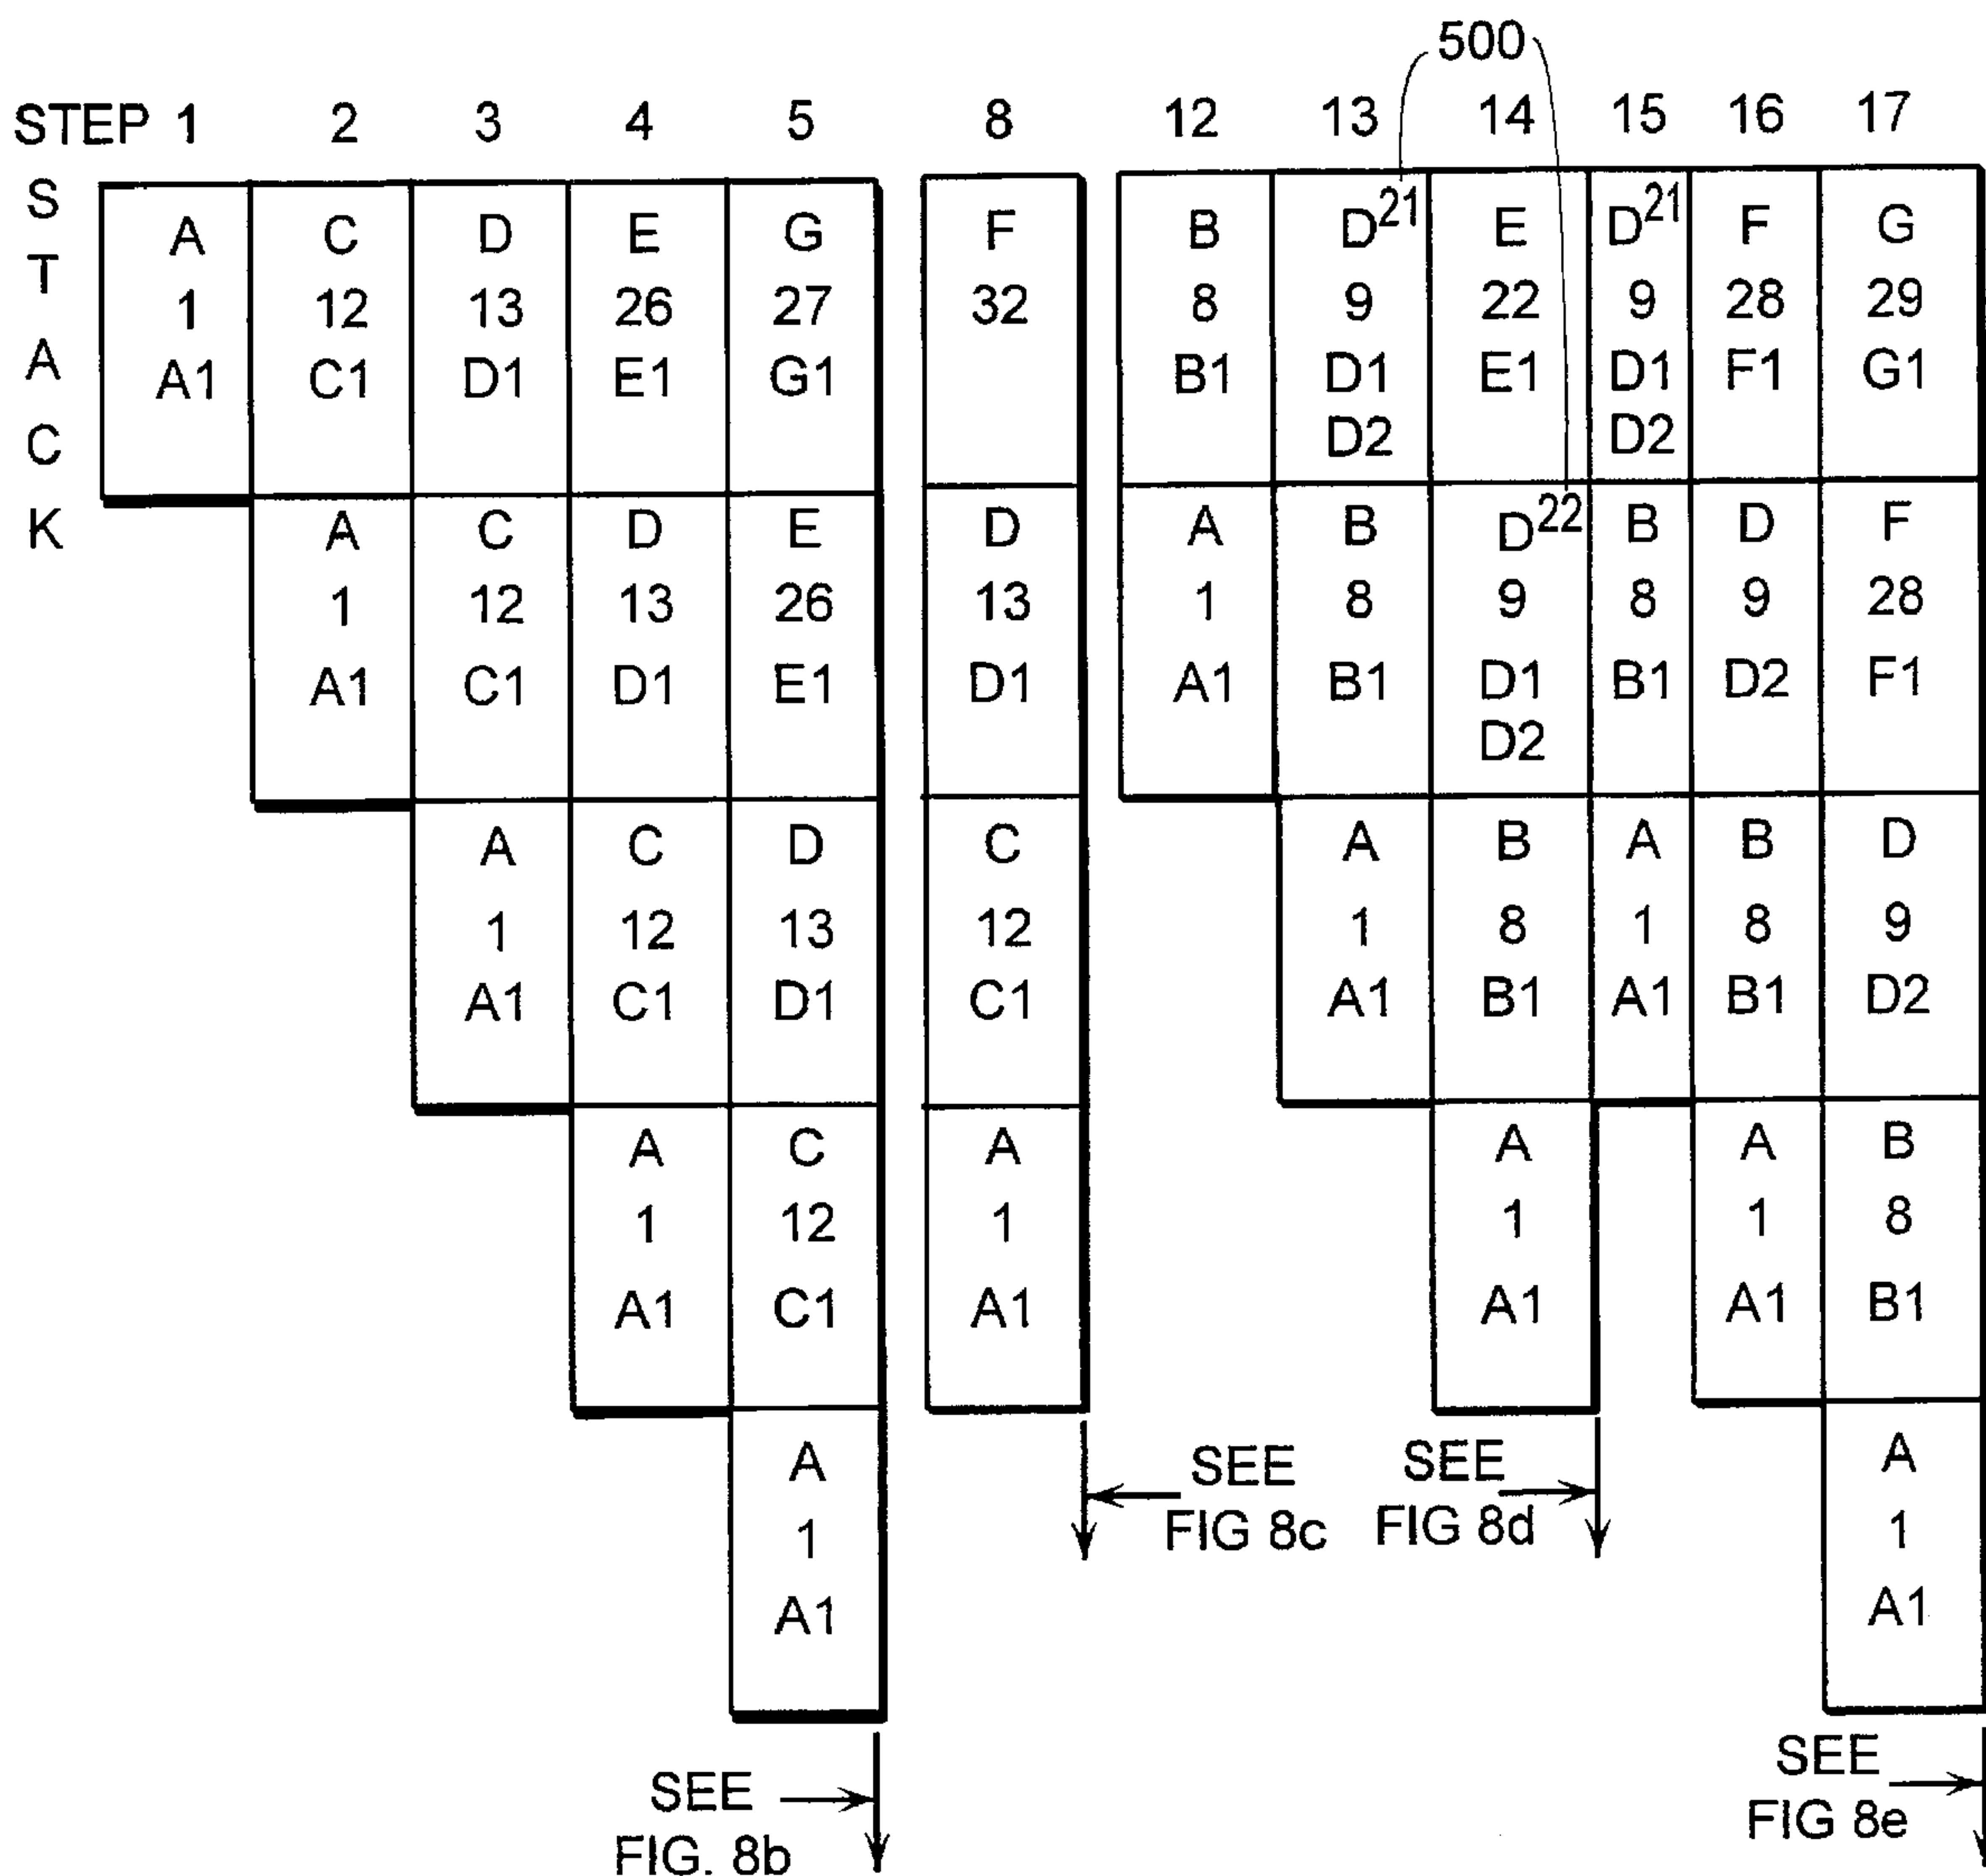 500
STEP 1 2 3 4 5 8 12 13 14 15 16 17
STACK
A C D E G F B D21 E D21 F G
1 12 13 26 27 32 8 9 22 9 28 29
A1 C1 D1 E1 G1 B1 D1 E1 D1 F1 G1
D2 D2
A C D E D A B D22 B D F
1 12 13 26 13 1 8 9 8 9 28
A1 C1 D1 E1 D1 A1 B1 D1 B1 D2 F1
D2
A C D C A B A B D
1 12 13 12 1 8 1 8 9
A1 C1 D1 C1 A1 B1 A1 B1 D2
A C A A A B
1 12 1 1 1 8
A1 C1 A1 A1 A1 B1
A A
1 1
A1 A1
SEE
FIG. 8b
SEE
FIG 8c
SEE
FIG 8d
SEE
FIG 8e